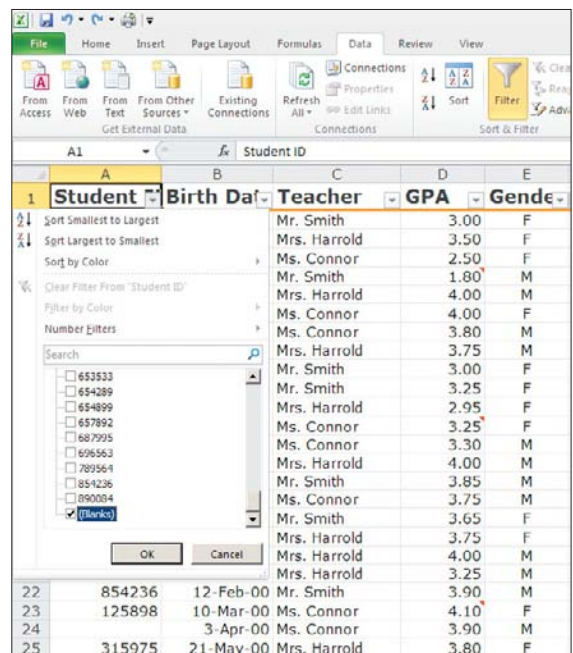 File Home Insert Page Layout Formulas Data Review View
From Access
From Web
From Text
From Other Sources
Existing Connections
Refresh All
Connections
Properties
Edit Links
Sort
Filter
Get External Data Connections Sort & Filter
A1 fx Student ID
A B C D E
1 Student Birth Teacher GPA
Sort Smallest to Largest
Sort Largest to Smallest
Sort by Color
Clear Filter From "Student ID"
Filter by Color
Number Filters
Search
653533
654289
654899
657892
687995
696563
789564
854236
890084
(Blanks)
OK Cancel
Mr. Smith 3.00 F
Mrs. Harrold 3.50 F
Ms. Connor 2.50 F
Mr. Smith 1.80 M
Mrs. Harrold 4.00 M
Ms. Connor 4.00 F
Ms. Connor 3.80 M
Mrs. Harrold 3.75 M
Mr. Smith 3.00 F
Mr. Smith 3.25 F
Mrs. Harrold 2.95 F
Ms. Connor 3.25 F
Ms. Connor 3.30 M
Mrs. Harrold 4.00 M
Mr. Smith 3.85 M
Ms. Connor 3.75 M
Mr. Smith 3.65 F
Mrs. Harrold 3.75 F
Mrs. Harrold 4.00 M
Mrs. Harrold 3.25 M
22 854236 12-Feb-00 Mr. Smith 3.90 M
23 125898 10-Mar-00 Ms. Connor 4.10 F
24 3-Apr-00 Ms. Connor 3.90 M
25 315975 21-May-00 Mrs. Harrold 3.80 F